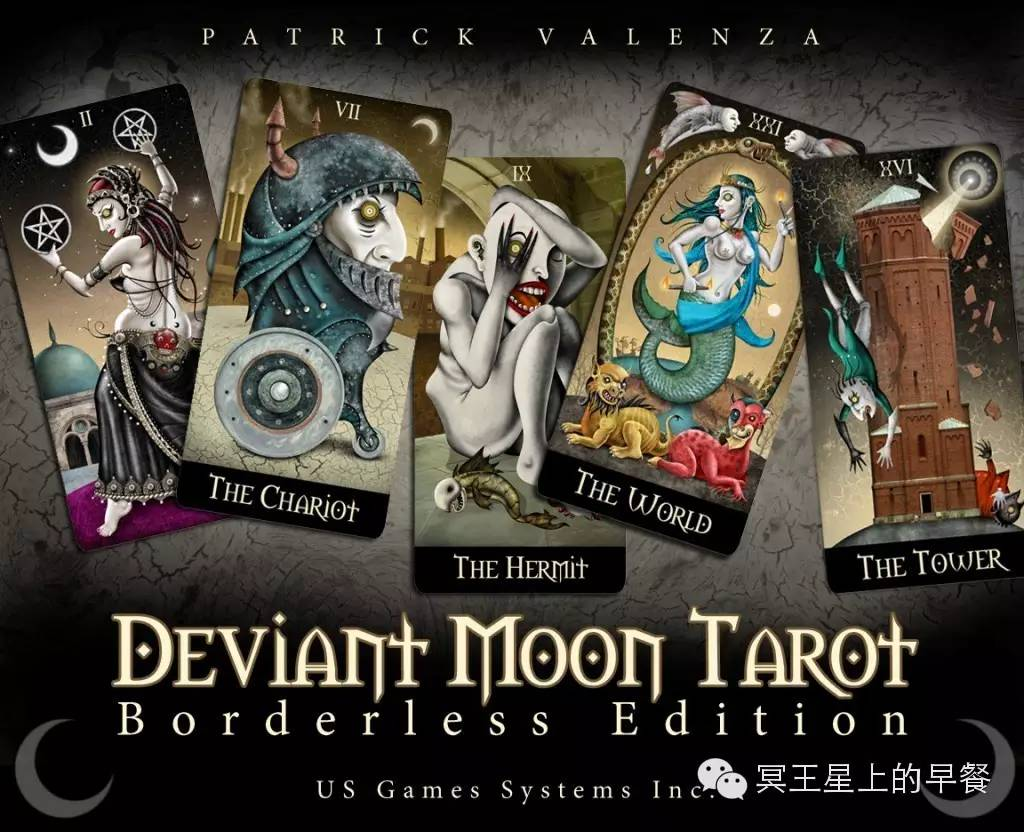 PATRICK VALENZA
II
VII
IX
XXI
XVI
THE CHARIOT
THE HERMIT
THE WORLD
THE TOWER
DEVIANT MOON TAROT
Borderless Edition
US Games Systems Inc.
冥王星上的早餐